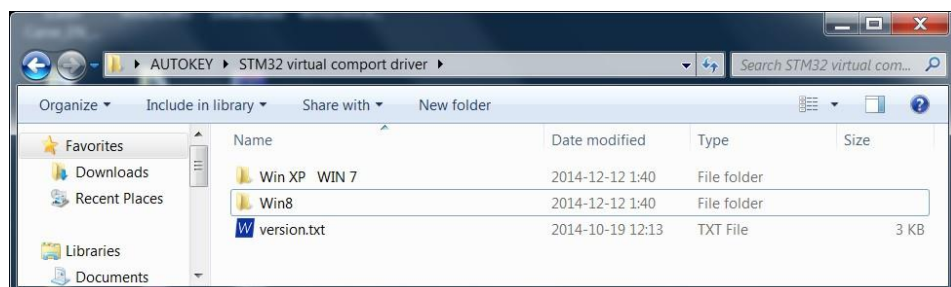 AUTOKEY STM32 virtual comport driver Search STM32 virtual com...
Organize Include in library Share with New folder
Favorites
Downloads
Recent Places
Libraries
Documents
Name Date modified Type Size
Win XP WIN 7 2014-12-12 1:40 File folder
Win8 2014-12-12 1:40 File folder
W version.txt 2014-10-19 12:13 TXT File 3 KB